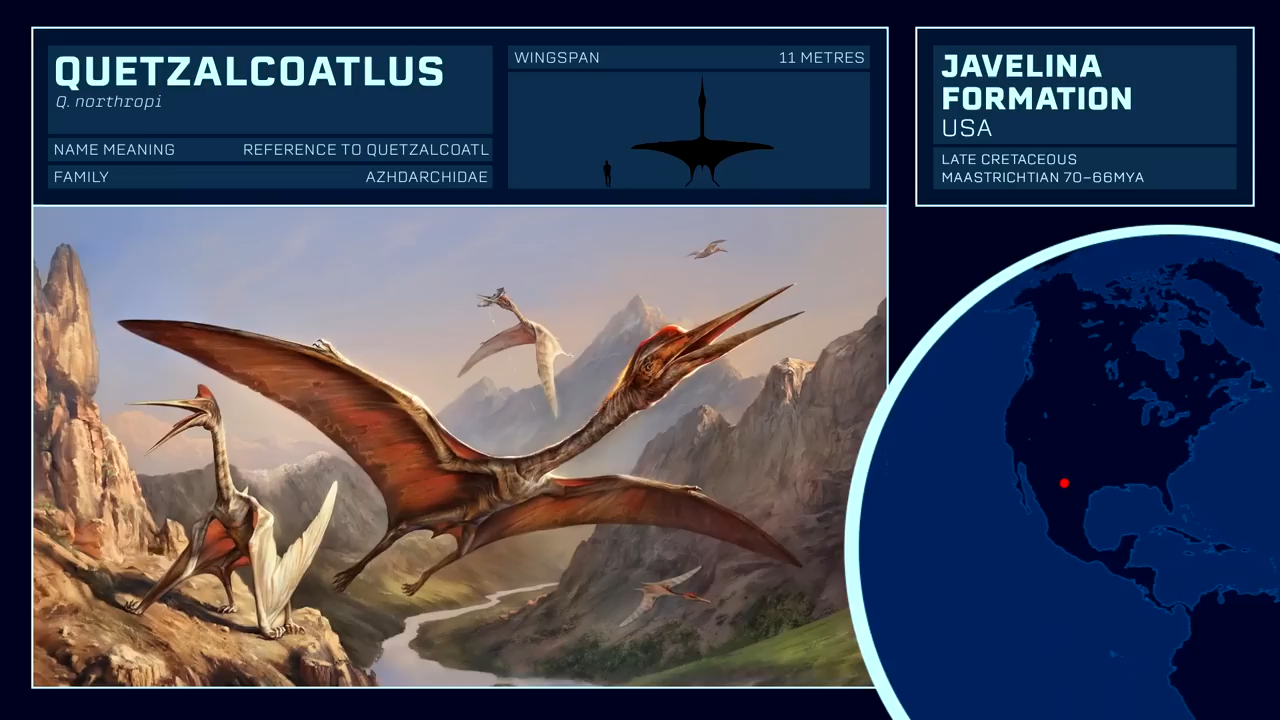 QUETZALCOATLUS
Q. northropi
NAME MEANING REFERENCE TO QUETZALCOATL
FAMILY AZHDARCHIDAE
WINGSPAN 11 METRES
JAVELINA
FORMATION
USA
LATE CRETACEOUS
MAASTRICHTIAN 70–66MYA